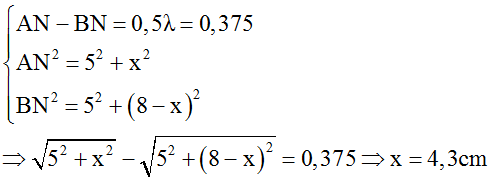 AN − BN = 0,5λ = 0,375
AN² = 5² + x²
BN² = 5² + (8 − x)²
⇒ √(5² + x²) − √(5² + (8 − x)²) = 0,375 ⇒ x = 4,3cm